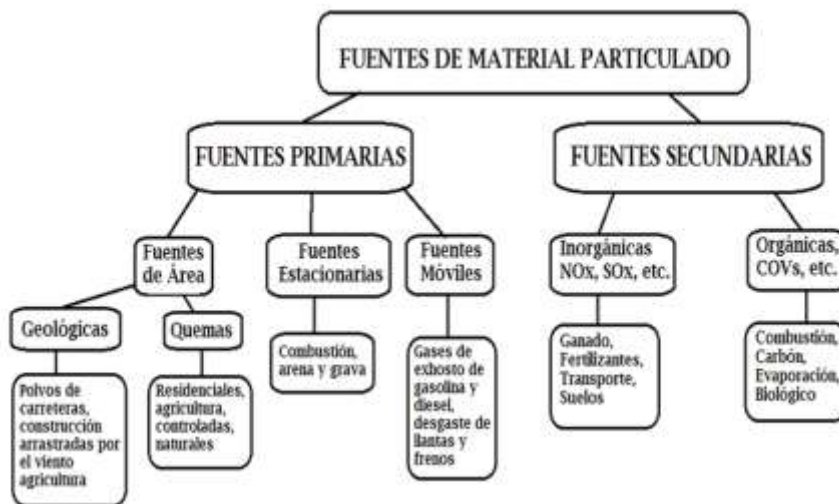 FUENTES DE MATERIAL PARTICULADO
FUENTES PRIMARIAS
FUENTES SECUNDARIAS
Fuentes
de Área
Fuentes
Estacionarias
Fuentes
Móviles
Inorgánicas
NOx, SOx, etc.
Orgánicas,
COVs, etc.
Geológicas
Quemas
Combustión,
arena y grava
Gases de
exhosto de
gasolina y
diesel,
desgaste de
llantas y
frenos
Ganado,
Fertilizantes,
Transporte,
Suelos
Combustión,
Carbón,
Evaporación,
Biológico
Polvos de
carreteras,
construcción
arrastradas por
el viento
agricultura
Residenciales,
agricultura,
controladas,
naturales